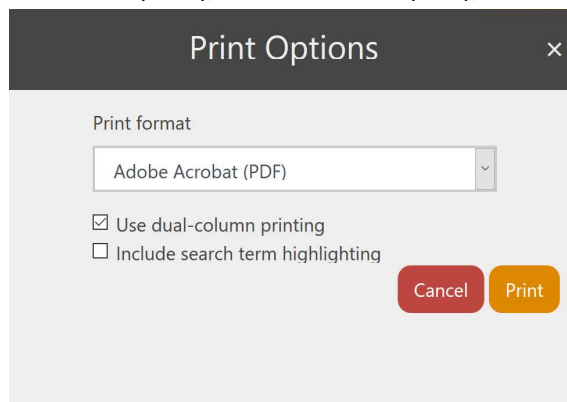 Print Options ×
Print format
Adobe Acrobat (PDF)
Use dual-column printing
Include search term highlighting
Cancel Print